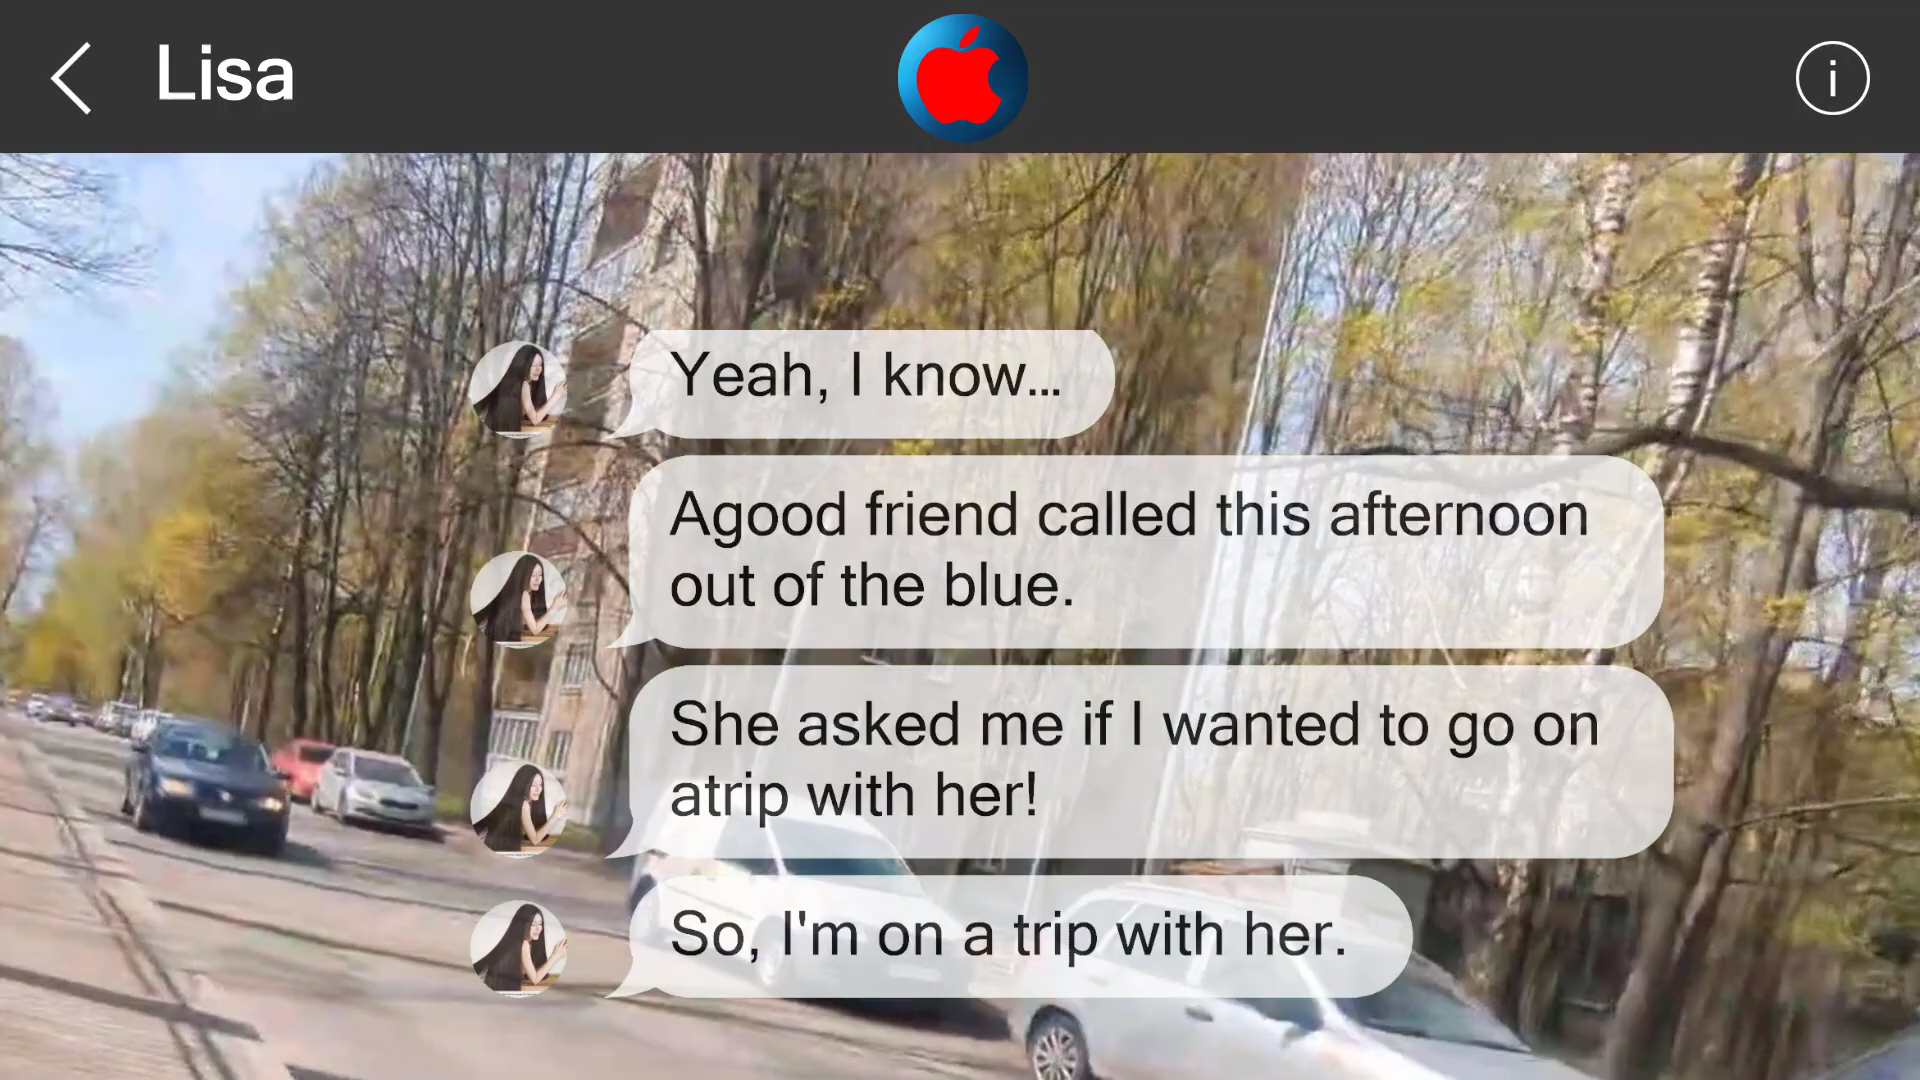 Lisa
i
Yeah, I know...
Agood friend called this afternoon
out of the blue.
She asked me if I wanted to go on
atrip with her!
So, I'm on a trip with her.